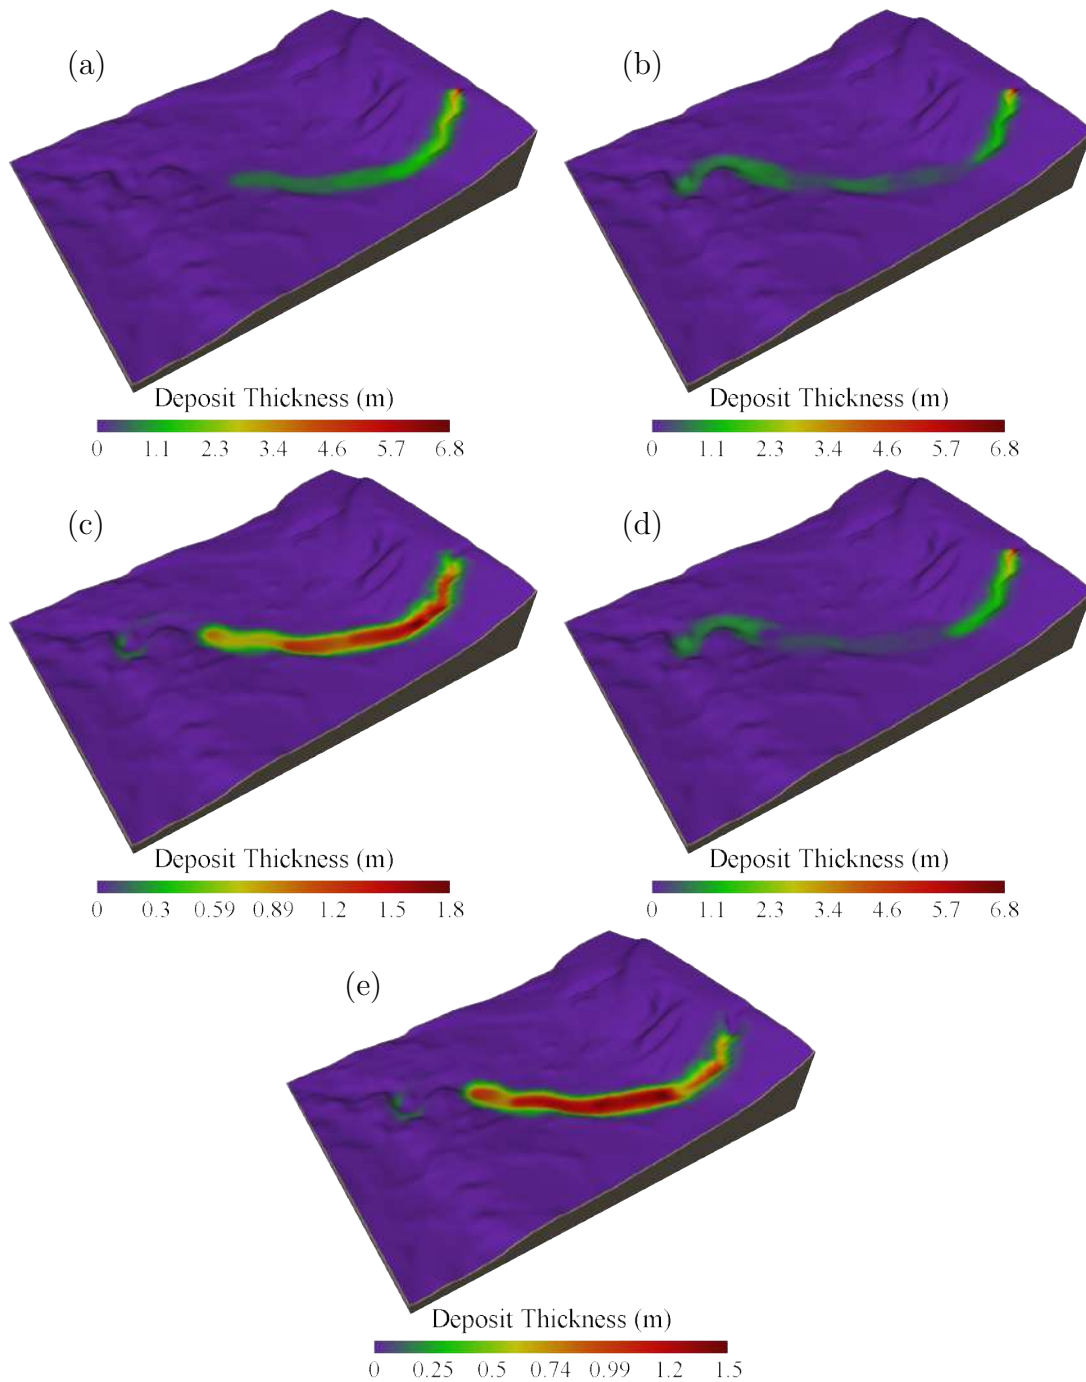 (a) (b)
Deposit Thickness (m) Deposit Thickness (m)
0 1.1 2.3 3.4 4.6 5.7 6.8 0 1.1 2.3 3.4 4.6 5.7 6.8
(c) (d)
Deposit Thickness (m) Deposit Thickness (m)
0 0.3 0.59 0.89 1.2 1.5 1.8 0 1.1 2.3 3.4 4.6 5.7 6.8
(e)
Deposit Thickness (m)
0 0.25 0.5 0.74 0.99 1.2 1.5